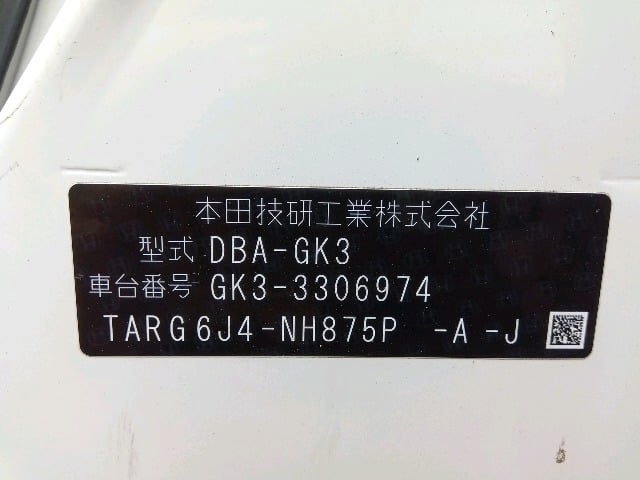 本田技研工業株式会社
型式 DBA-GK3
車台番号 GK3-3306974
TARG6J4-NH875P -A -J